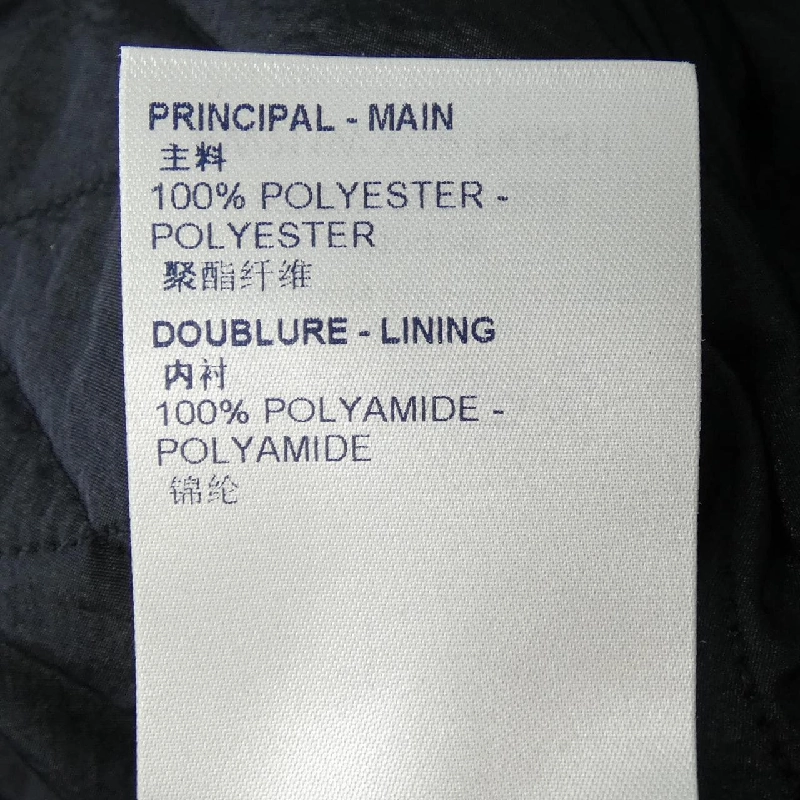 PRINCIPAL - MAIN
主料
100% POLYESTER -
POLYESTER
聚酯纤维
DOUBLURE - LINING
内衬
100% POLYAMIDE -
POLYAMIDE
锦纶